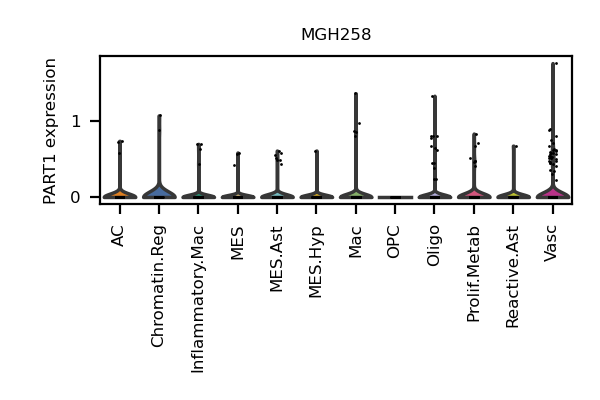 MGH258
PART1 expression
1
0
AC
Chromatin.Reg
Inflammatory.Mac
MES
MES.Ast
MES.Hyp
Mac
OPC
Oligo
Prolif.Metab
Reactive.Ast
Vasc